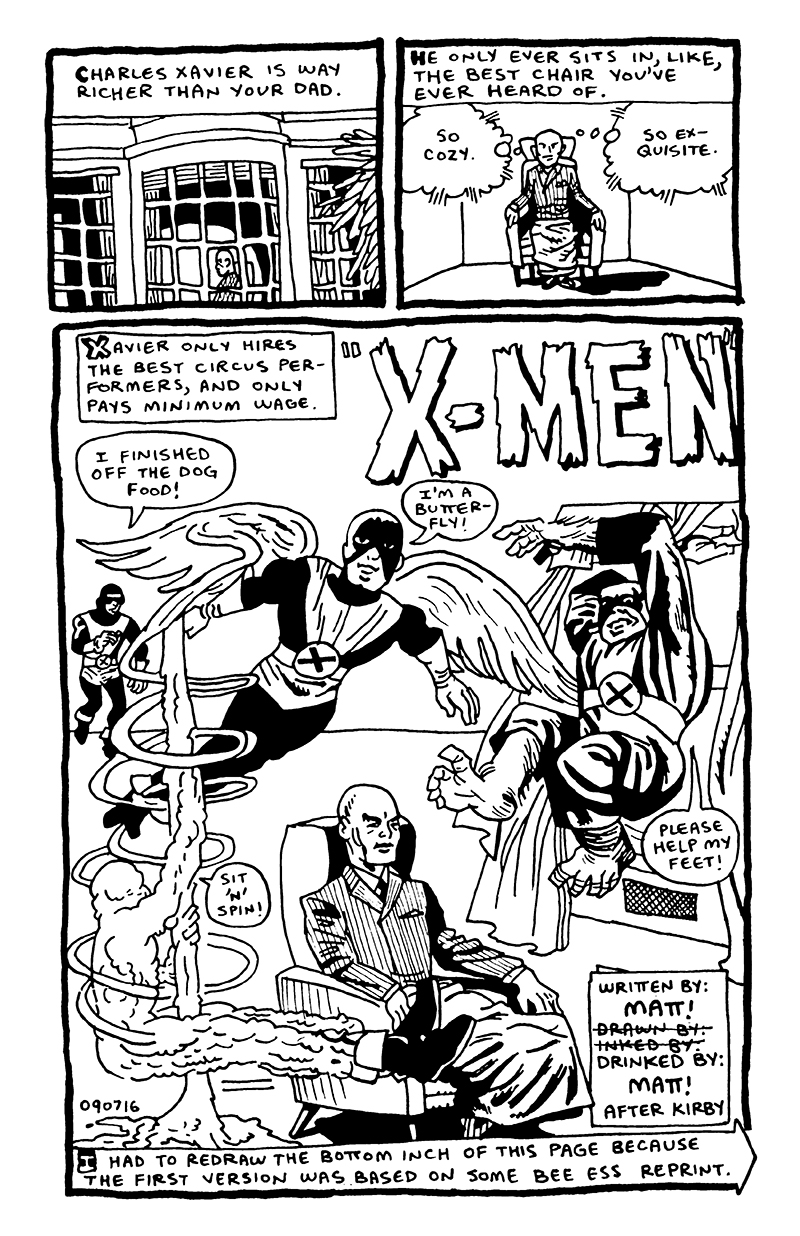 CHARLES XAVIER IS WAY
RICHER THAN YOUR DAD.
HE ONLY EVER SITS IN, LIKE,
THE BEST CHAIR YOU'VE
EVER HEARD OF.
SO
COZY.
SO EX-
QUISITE.
XAVIER ONLY HIRES
THE BEST CIRCUS PER-
FORMERS, AND ONLY
PAYS MINIMUM WAGE.
"X-MEN"
I FINISHED
OFF THE DOG
FOOD!
I'M A
BUTTER-
FLY!
X
X
X
PLEASE
HELP MY
FEET!
SIT
'N'
SPIN!
WRITTEN BY:
MATT!
DRAWN BY:
INKED BY:
DRINKED BY:
MATT!
AFTER KIRBY
090716
I HAD TO REDRAW THE BOTTOM INCH OF THIS PAGE BECAUSE
THE FIRST VERSION WAS BASED ON SOME BEE ESS REPRINT.